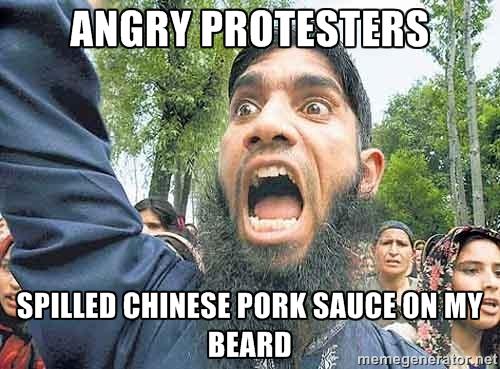 ANGRY PROTESTERS
SPILLED CHINESE PORK SAUCE ON MY
BEARD
memegenerator.net